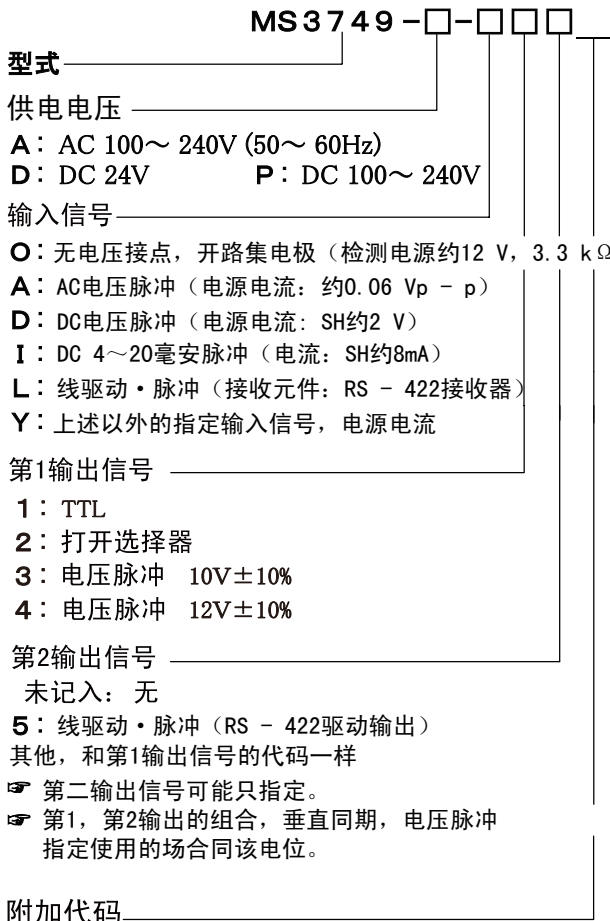 MS3749-□-□□□
型式
供电电压
A：AC 100～240V (50～60Hz)
D：DC 24V P：DC 100～240V
输入信号
O：无电压接点，开路集电极（检测电源约12 V，3.3 kΩ
A：AC电压脉冲（电源电流：约0.06 Vp - p）
D：DC电压脉冲（电源电流：SH约2 V）
I：DC 4～20毫安脉冲（电流：SH约8mA）
L：线驱动・脉冲（接收元件：RS - 422接收器）
Y：上述以外的指定输入信号，电源电流
第1输出信号
1：TTL
2：打开选择器
3：电压脉冲 10V±10%
4：电压脉冲 12V±10%
第2输出信号
未记入：无
5：线驱动・脉冲（RS - 422驱动输出）
其他，和第1输出信号的代码一样
☞ 第二输出信号可能只指定。
☞ 第1，第2输出的组合，垂直同期，电压脉冲
指定使用的场合同该电位。
附加代码